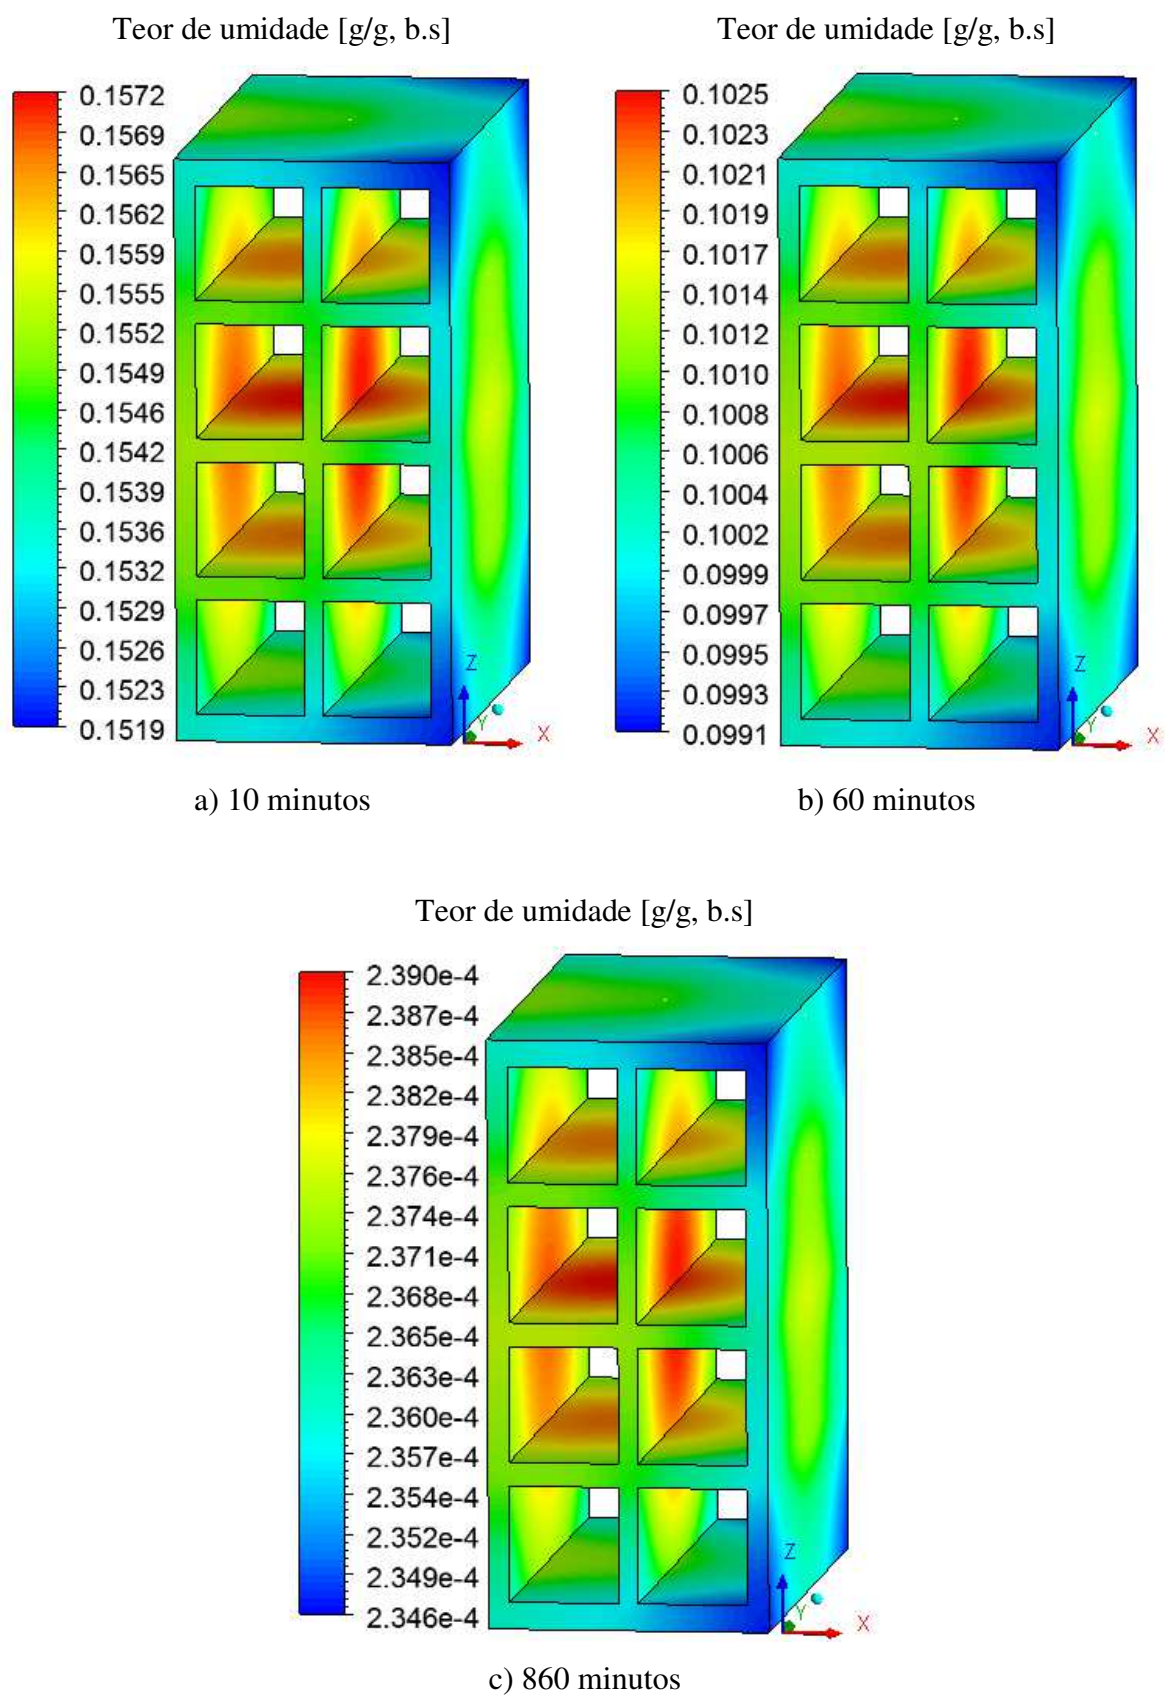 Teor de umidade [g/g, b.s]
0.1572
0.1569
0.1565
0.1562
0.1559
0.1555
0.1552
0.1549
0.1546
0.1542
0.1539
0.1536
0.1532
0.1529
0.1526
0.1523
0.1519
Z
Y
X
a) 10 minutos
Teor de umidade [g/g, b.s]
0.1025
0.1023
0.1021
0.1019
0.1017
0.1014
0.1012
0.1010
0.1008
0.1006
0.1004
0.1002
0.0999
0.0997
0.0995
0.0993
0.0991
Z
Y
X
b) 60 minutos
Teor de umidade [g/g, b.s]
2.390e-4
2.387e-4
2.385e-4
2.382e-4
2.379e-4
2.376e-4
2.374e-4
2.371e-4
2.368e-4
2.365e-4
2.363e-4
2.360e-4
2.357e-4
2.354e-4
2.352e-4
2.349e-4
2.346e-4
Z
Y
X
c) 860 minutos